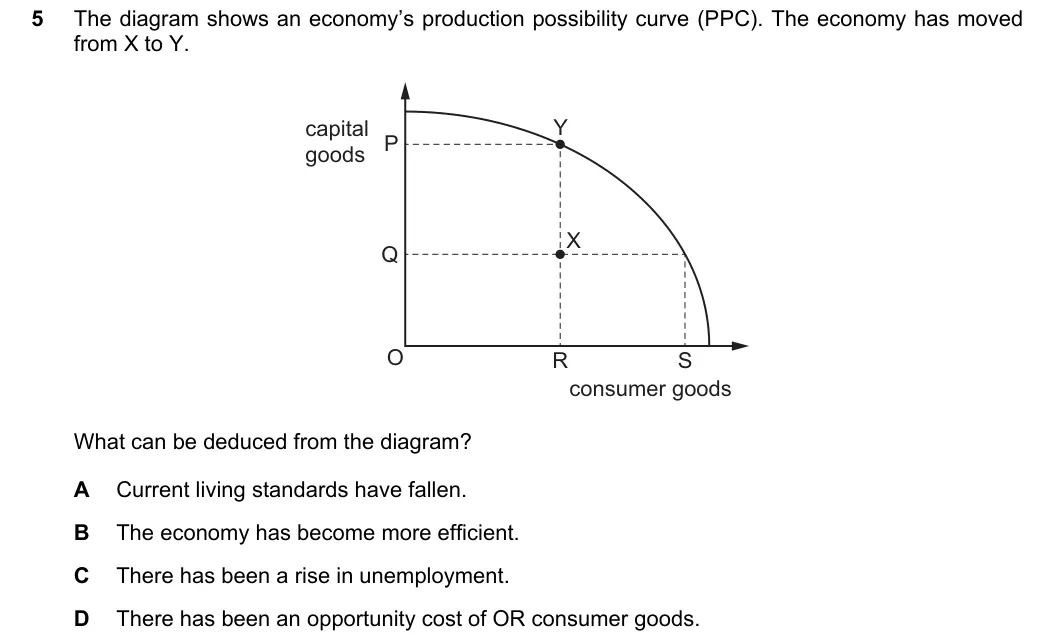 5 The diagram shows an economy’s production possibility curve (PPC). The economy has moved
from X to Y.
capital
goods
P
Y
Q
X
O
R
S
consumer goods
What can be deduced from the diagram?
A Current living standards have fallen.
B The economy has become more efficient.
C There has been a rise in unemployment.
D There has been an opportunity cost of OR consumer goods.